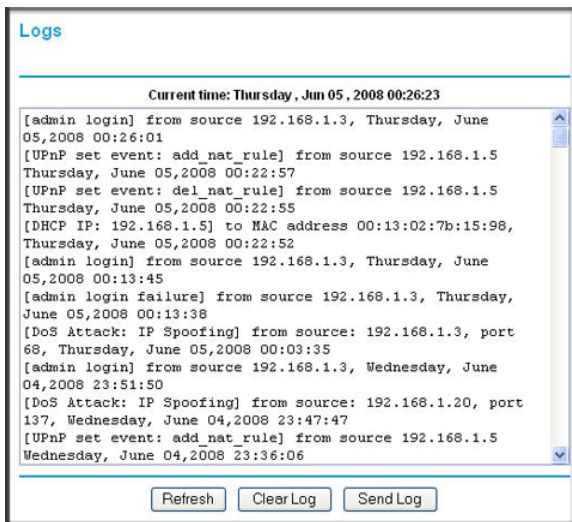 Logs
Current time: Thursday , Jun 05 , 2008 00:26:23
[admin login] from source 192.168.1.3, Thursday, June
05,2008 00:26:01
[UPnP set event: add_nat_rule] from source 192.168.1.5
Thursday, June 05,2008 00:22:57
[UPnP set event: del_nat_rule] from source 192.168.1.5
Thursday, June 05,2008 00:22:55
[DHCP IP: 192.168.1.5] to MAC address 00:13:02:7b:15:98,
Thursday, June 05,2008 00:22:52
[admin login] from source 192.168.1.3, Thursday, June
05,2008 00:13:45
[admin login failure] from source 192.168.1.3, Thursday,
June 05,2008 00:13:38
[DoS Attack: IP Spoofing] from source: 192.168.1.3, port
68, Thursday, June 05,2008 00:03:35
[admin login] from source 192.168.1.3, Wednesday, June
04,2008 23:51:50
[DoS Attack: IP Spoofing] from source: 192.168.1.20, port
137, Wednesday, June 04,2008 23:47:47
[UPnP set event: add_nat_rule] from source 192.168.1.5
Wednesday, June 04,2008 23:36:06
Refresh Clear Log Send Log